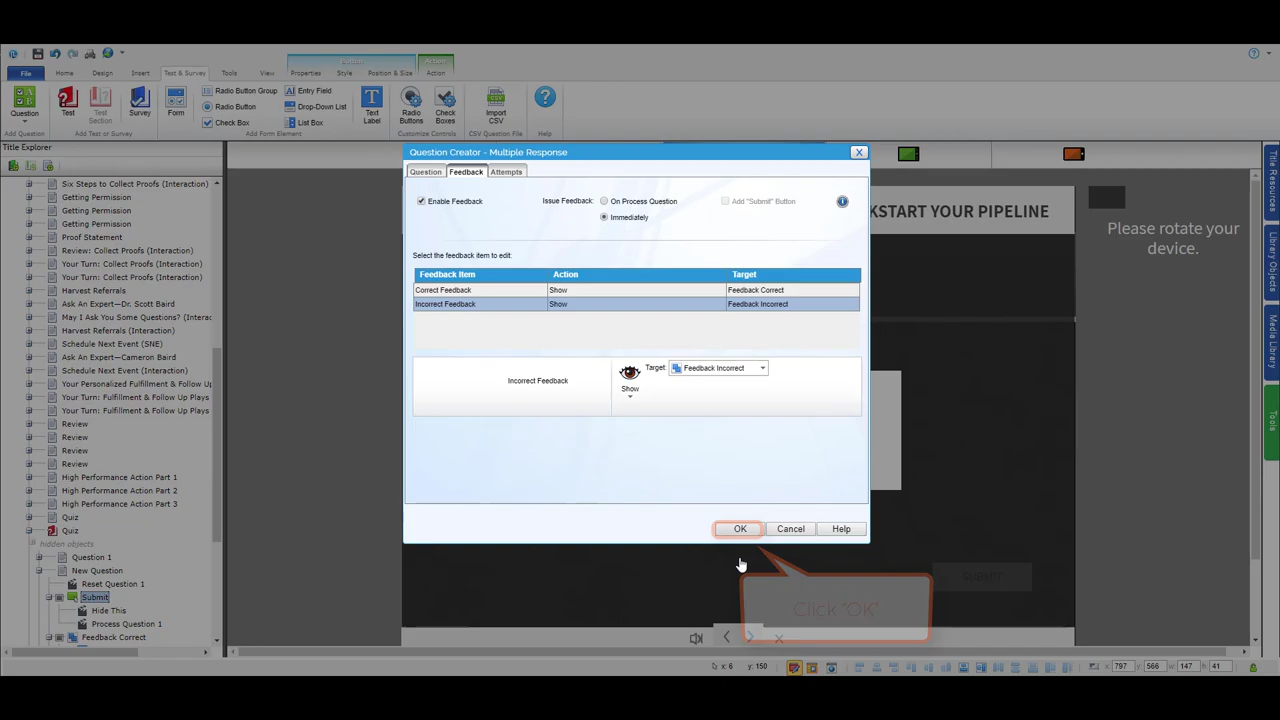 Button
Action
File
Home
Design
Insert
Test & Survey
Tools
View
Properties
Style
Position & Size
Action
Question
Test
Test Section
Survey
Form
Radio Button Group
Radio Button
Check Box
Entry Field
Drop-Down List
List Box
Text Label
Radio Buttons
Check Boxes
Import CSV
Help
Add Question
Add Test or Survey
Add Form Element
Customize Controls
CSV Question File
Help
Title Explorer
Six Steps to Collect Proofs (Interaction)
Getting Permission
Getting Permission
Getting Permission
Proof Statement
Review: Collect Proofs (Interaction)
Your Turn: Collect Proofs (Interaction)
Your Turn: Collect Proofs (Interaction)
Harvest Referrals
Ask An Expert—Dr. Scott Baird
May I Ask You Some Questions? (Interac
Harvest Referrals (Interaction)
Schedule Next Event (SNE)
Ask An Expert—Cameron Baird
Schedule Next Event (Interaction)
Your Personalized Fulfillment & Follow Up
Your Turn: Fulfillment & Follow Up Plays
Your Turn: Fulfillment & Follow Up Plays
Review
Review
Review
Review
High Performance Action Part 1
High Performance Action Part 2
High Performance Action Part 3
Quiz
Quiz
hidden objects
Question 1
New Question
Reset Question 1
Submit
Hide This
Process Question 1
Feedback Correct
Question Creator - Multiple Response
Question
Feedback
Attempts
Enable Feedback
Issue Feedback:
On Process Question
Immediately
Add "Submit" Button
Select the feedback item to edit:
Feedback Item Action Target
Correct Feedback Show Feedback Correct
Incorrect Feedback Show Feedback Incorrect
Incorrect Feedback
Show
Target:
Feedback Incorrect
OK
Cancel
Help
Click "OK"
KSTART YOUR PIPELINE
SUBMIT
Please rotate your
device.
Title Resources
Library Objects
Media Library
Tools
x: 6
y: 150
x: 797
y: 566
w: 147
h: 41